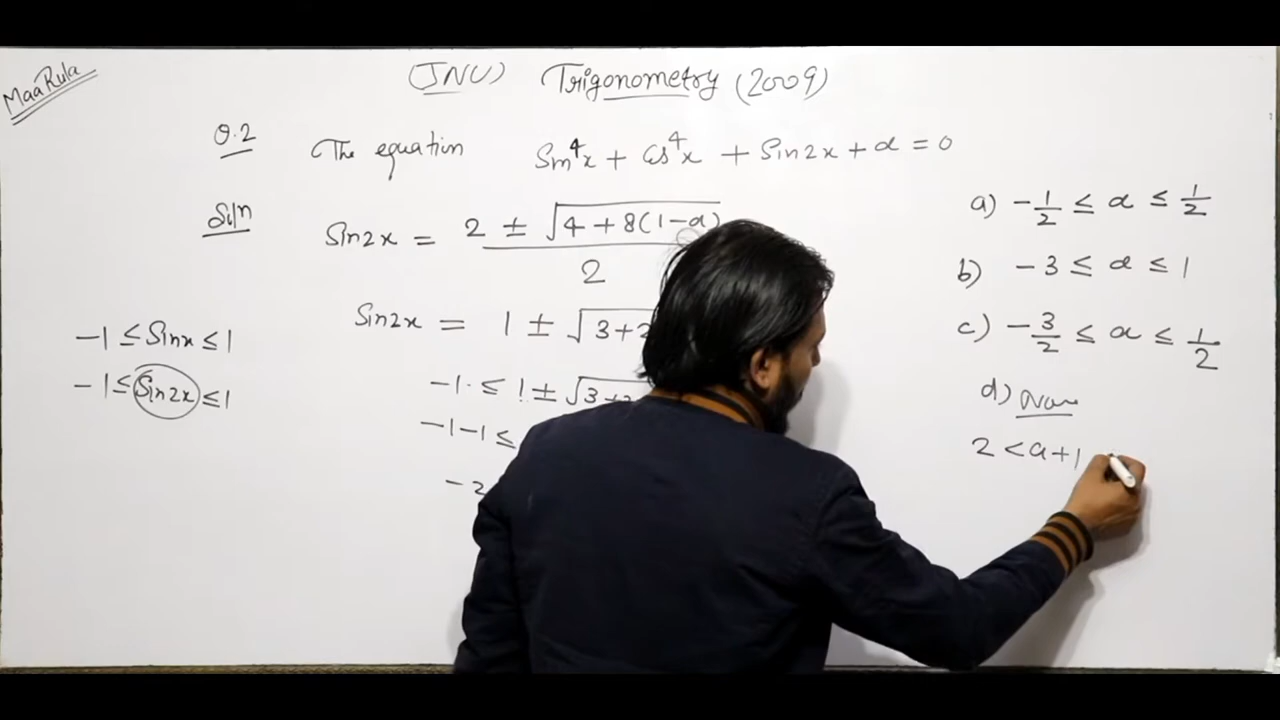 MaaRula
(JNU) Trigonometry (2009)
Q.2 The equation Sin⁴x + Cos⁴x + Sin2x + α = 0
Soln
Sin2x = 2 ± √4 + 8(1-α) / 2
Sin2x = 1 ± √3+2
-1 ≤ 1 ± √3+2
-1-1 ≤
-2
-1 ≤ Sinx ≤ 1
-1 ≤ Sin2x ≤ 1
a) -1/2 ≤ α ≤ 1/2
b) -3 ≤ α ≤ 1
c) -3/2 ≤ α ≤ 1/2
d) None
2 < a+1